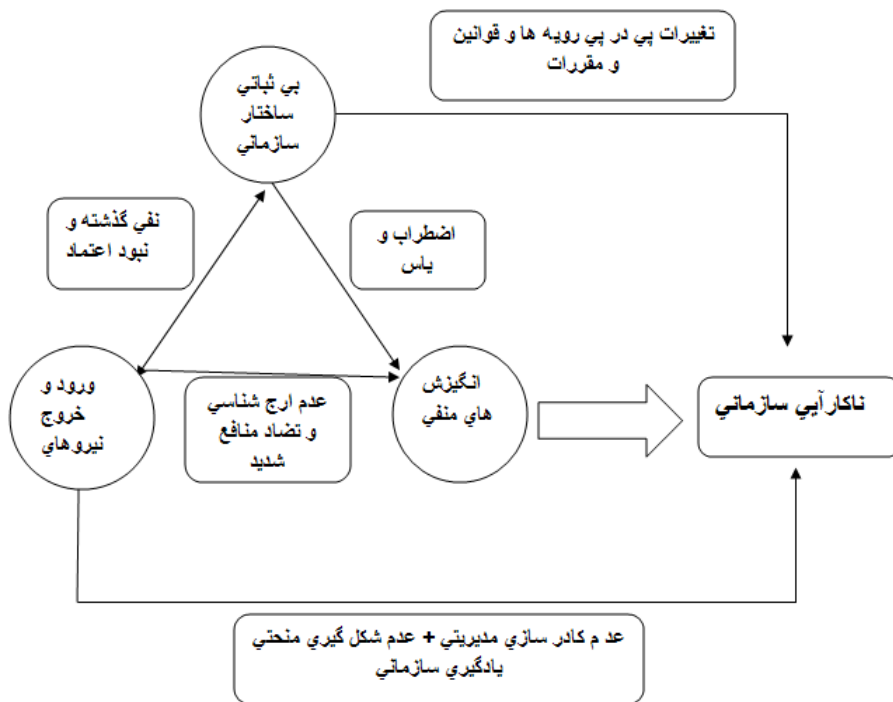 تغييرات پي در پي رويه ها و قوانين
و مقررات
بي ثباتي
ساختار
سازماني
نفي گذشته و
نبود اعتماد
اضطراب و
ياس
ورود و
خروج
نيروهاي
عدم ارج شناسي
و تضاد منافع
شديد
انگيزش
هاي منفي
ناكارآيي سازماني
عد م كادر سازي مديريتي + عدم شكل گيري منحتي
يادگيري سازماني